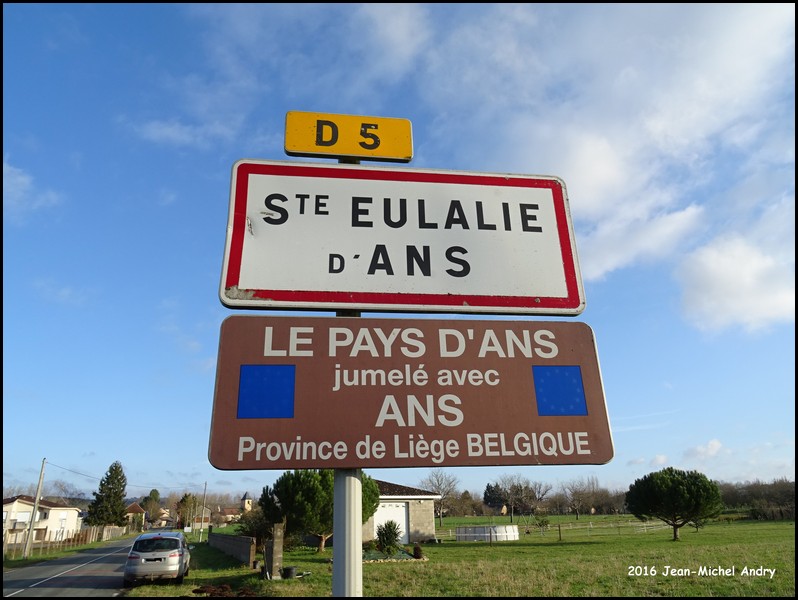 D 5
STE EULALIE
D'ANS
LE PAYS D'ANS
jumelé avec
ANS
Province de Liège BELGIQUE
2016 Jean-Michel Andry